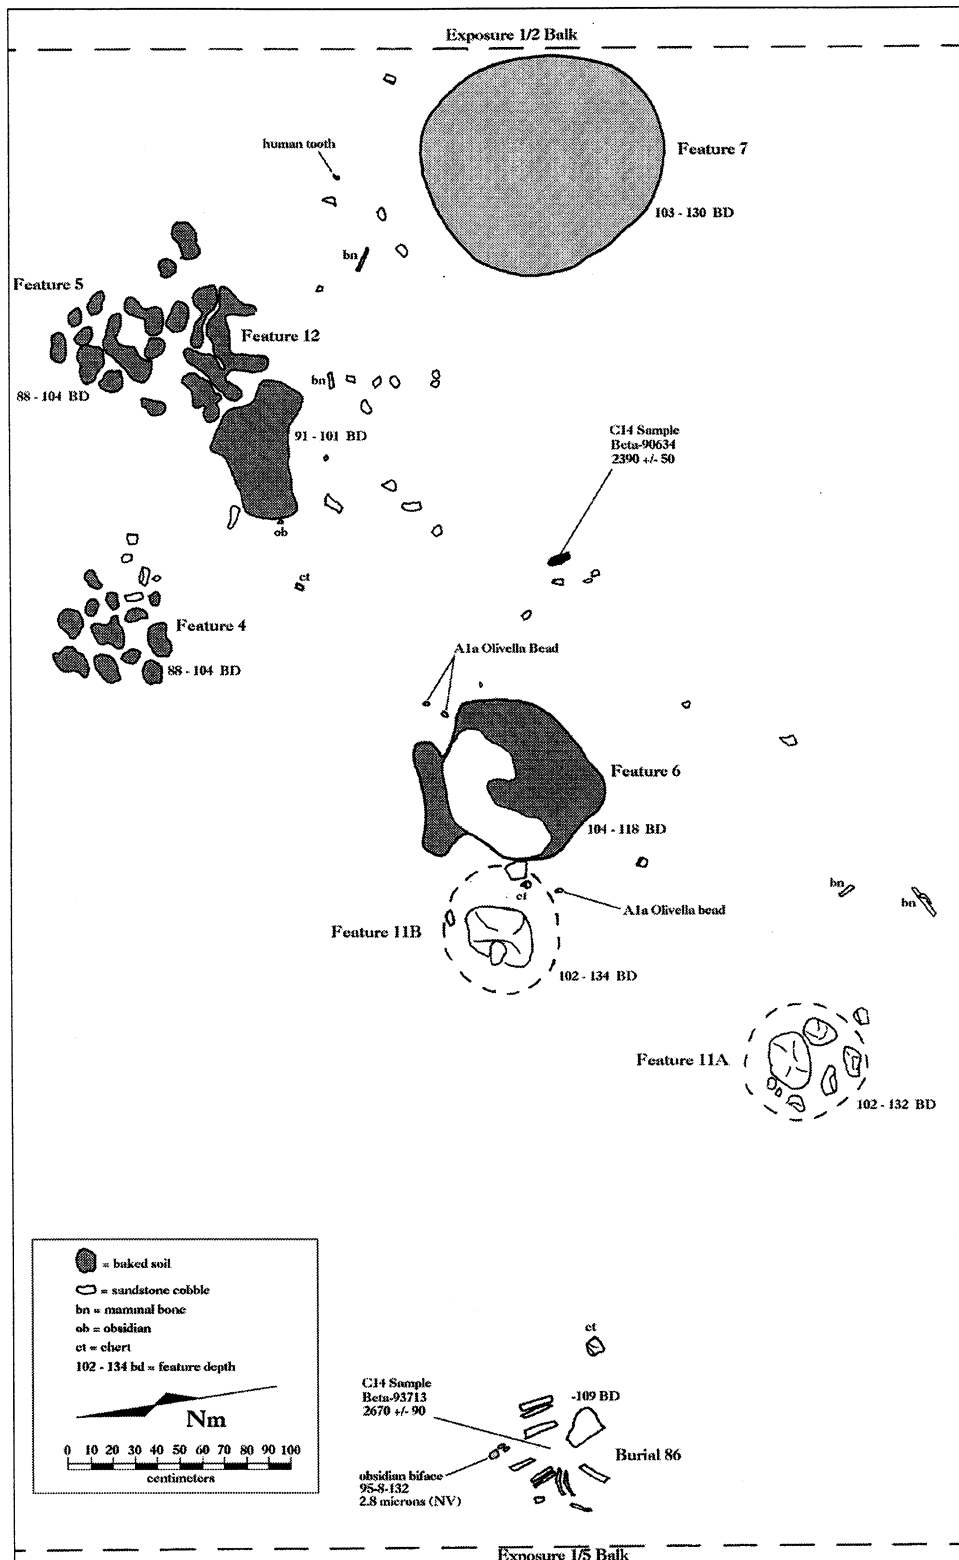 Exposure 1/2 Balk
human tooth
Feature 7
103 - 130 BD
bn
Feature 5
Feature 12
bn
88 - 104 BD
91 - 101 BD
C14 Sample
Beta-90634
2390 +/- 50
ob
ct
Feature 4
A1a Olivella Bead
88 - 104 BD
Feature 6
104 - 118 BD
bn
bn
ct
A1a Olivella bead
Feature 11B
102 - 134 BD
Feature 11A
102 - 132 BD
= baked soil
= sandstone cobble
bn = mammal bone
ob = obsidian
ct = chert
102 - 134 bd = feature depth
Nm
0 10 20 30 40 50 60 70 80 90 100
centimeters
ct
C14 Sample
Beta-93713
2670 +/- 90
-109 BD
Burial 86
obsidian biface
95-8-132
2.8 microns (NV)
Exposure 1/5 Balk